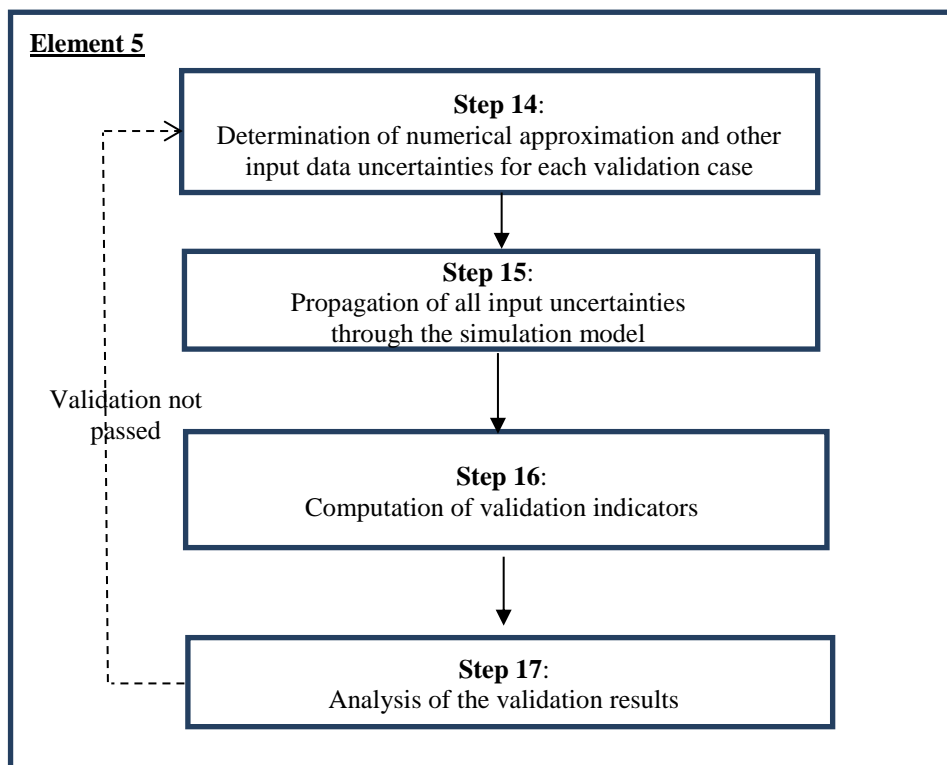 Element 5
Step 14:
Determination of numerical approximation and other
input data uncertainties for each validation case
Step 15:
Propagation of all input uncertainties
through the simulation model
Validation not
passed
Step 16:
Computation of validation indicators
Step 17:
Analysis of the validation results